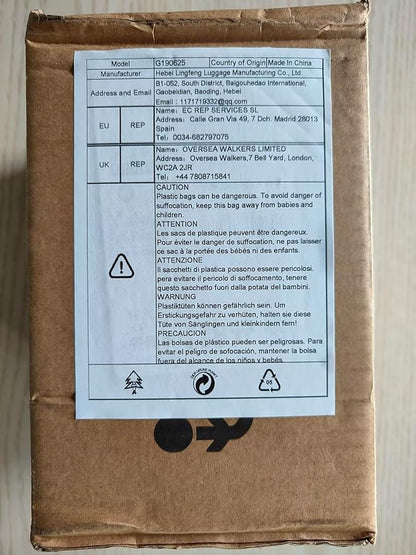 Model G190625 Country of Origin Made In China
Manufacturer Hebei Lingfeng Luggage Manufacturing Co., Ltd.
Address and Email
B1-052, South District, Baigouhedao International,
Gaobeidian, Baoding, Hebei
Email : 1171719332@qq.com
EU REP
Name: EC REP SERVICES SL
Address: Calle Gran Via 49, 7 Dch. Madrid 28013
Spain
Tel: 0034-682797075
UK REP
Name: OVERSEA WALKERS LIMITED
Address: Oversea Walkers,7 Bell Yard, London,
WC2A 2JR
Tel: +44 7808715841
CAUTION
Plastic bags can be dangerous. To avoid danger of
suffocation, keep this bag away from babies and
children.
ATTENTION
Les sacs de plastique peuvent être dangereux.
Pour éviter le danger de suffocation, ne pas laisser
ce sac à la portée des bébés ni des enfants.
ATTENZIONE
Il sacchetti di plastica possono essere pericolosi.
pera evitare il pericolo di soffocamento, tenere
questo sacchetto fuari dalla potata del bambini.
WARNUNG
Plastiktüten können gefährlich sein. Um
Erstickungsgefahr zu verhüten, halten sie diese
Tüte von Sänglingen and kleinkindern fern!
PRECAUCION
Las bolsas de plástico pueden ser peligrosas. Para
evitar el peligro de sofocación, mantener la bolsa
fuera del alcance de los niños y bebés.
05